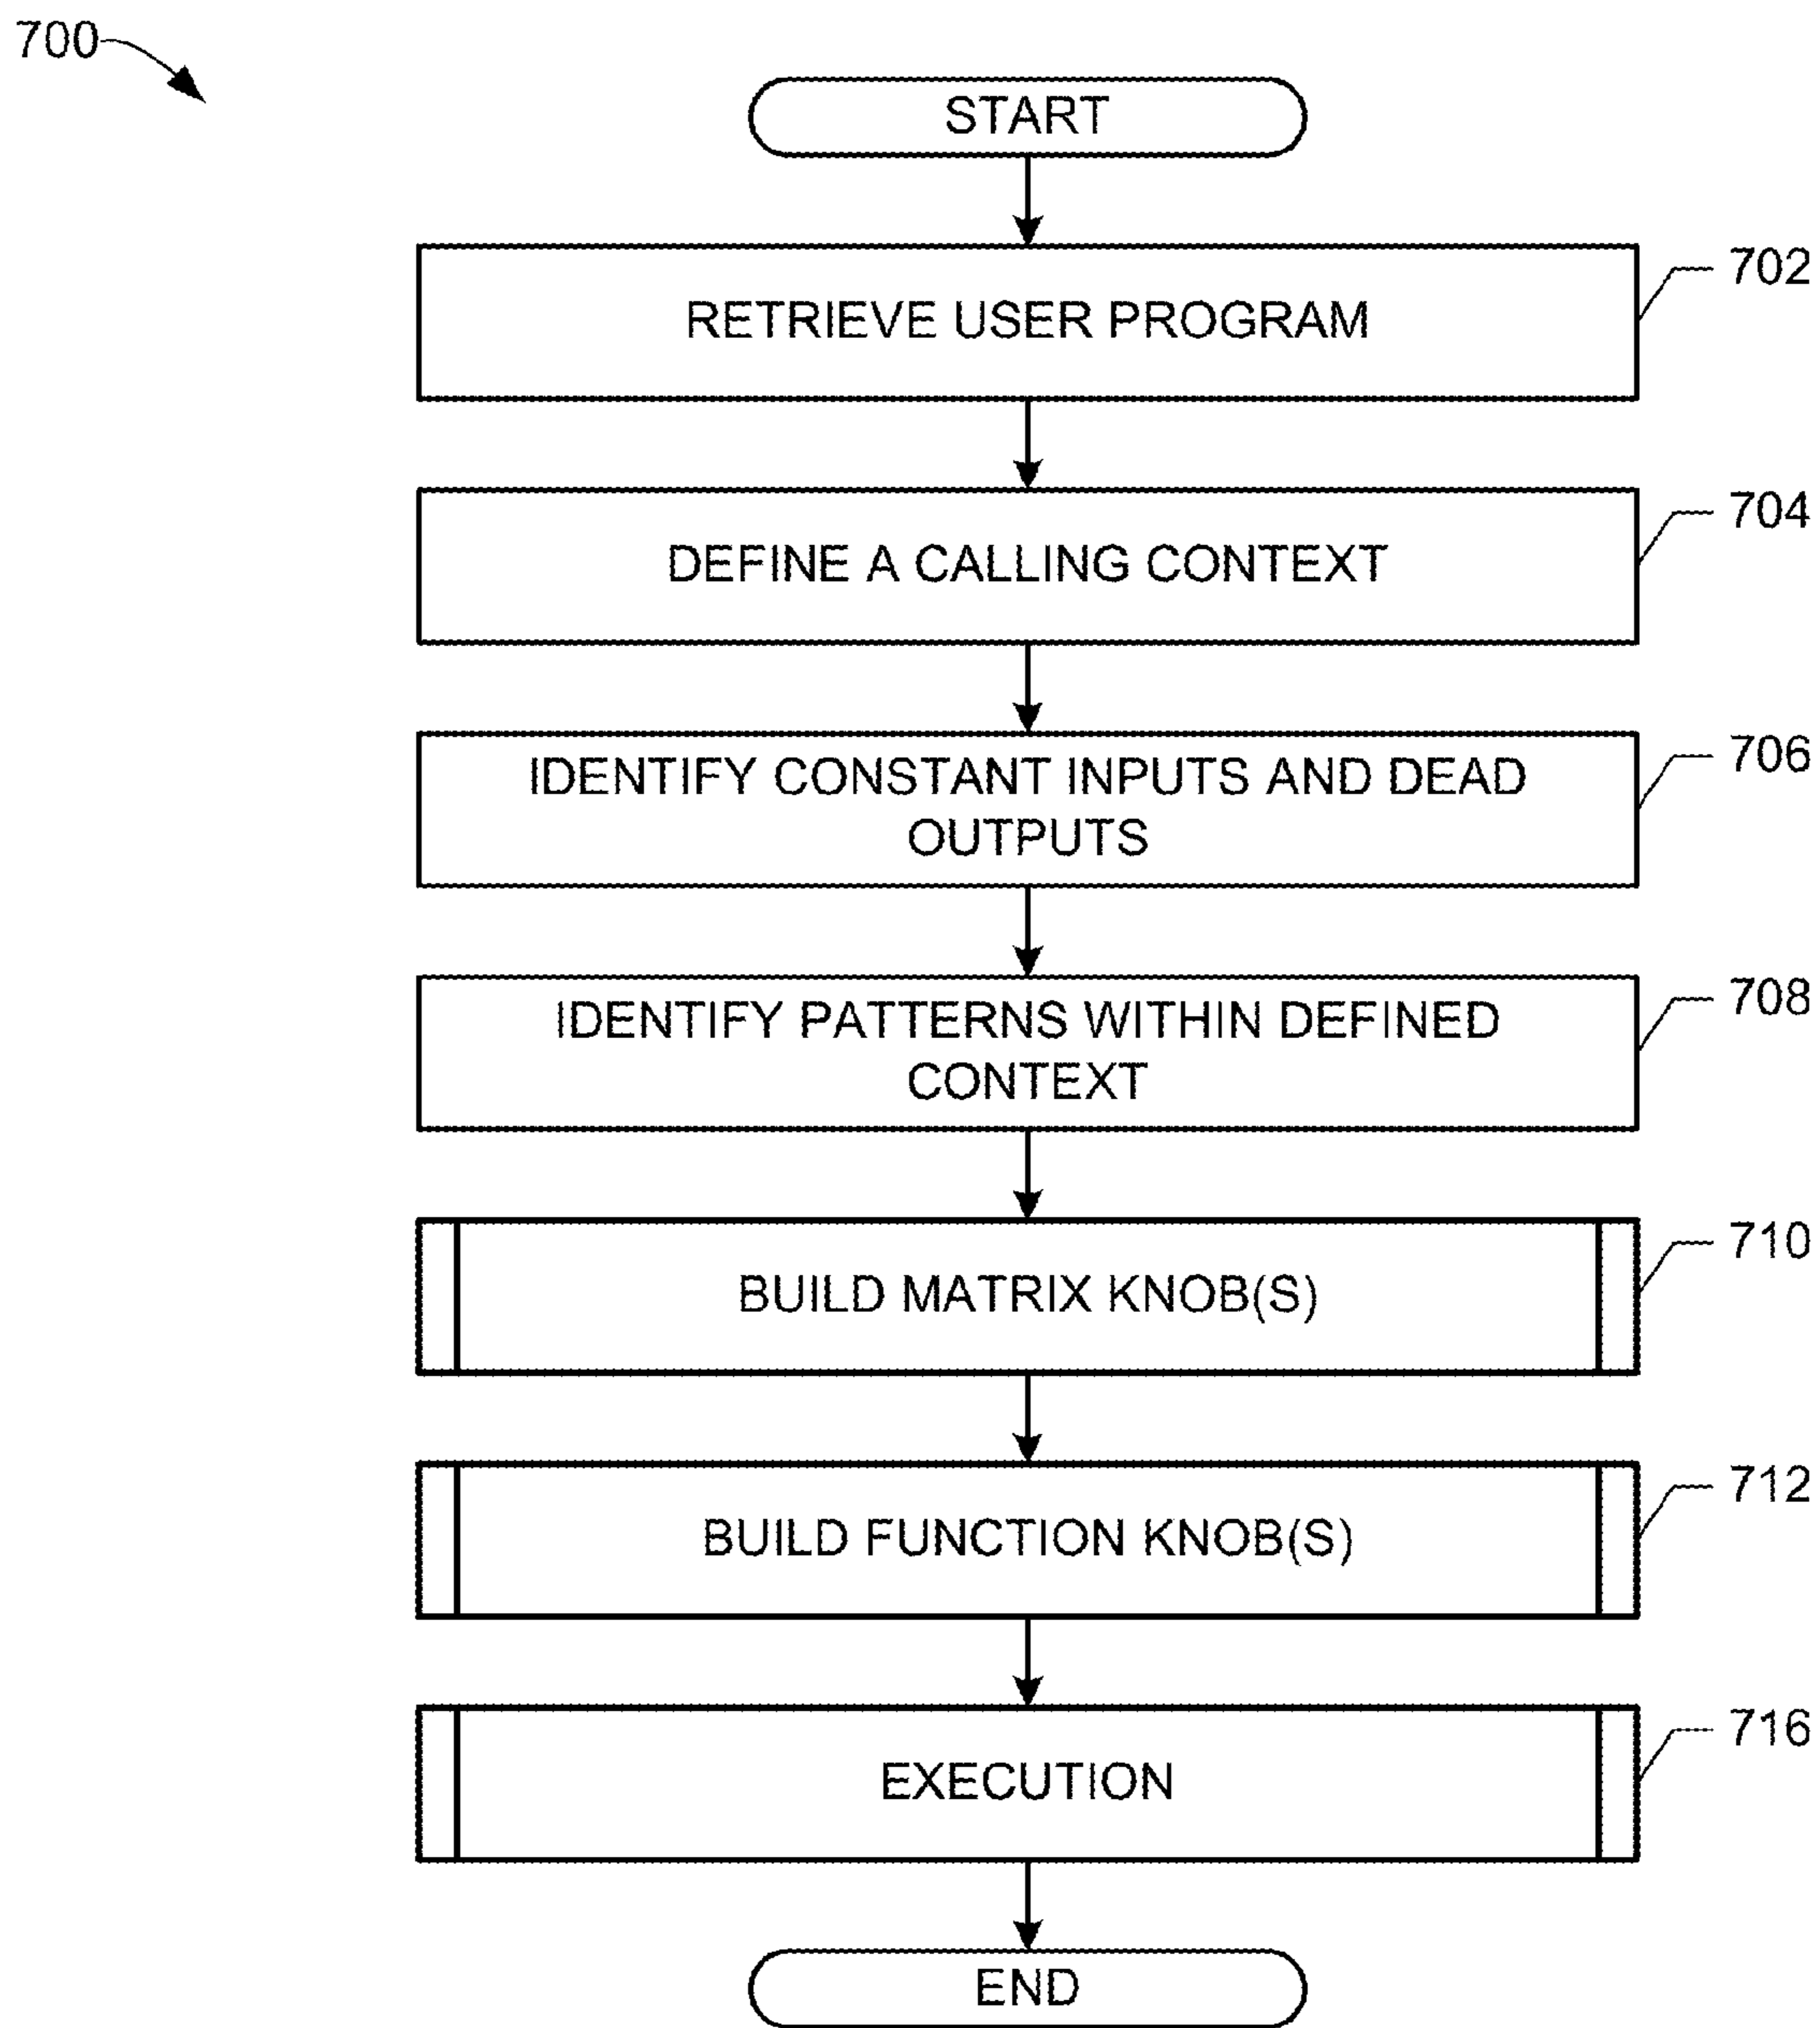 700
START
RETRIEVE USER PROGRAM
702
DEFINE A CALLING CONTEXT
704
IDENTIFY CONSTANT INPUTS AND DEAD
OUTPUTS
706
IDENTIFY PATTERNS WITHIN DEFINED
CONTEXT
708
BUILD MATRIX KNOB(S)
710
BUILD FUNCTION KNOB(S)
712
EXECUTION
716
END